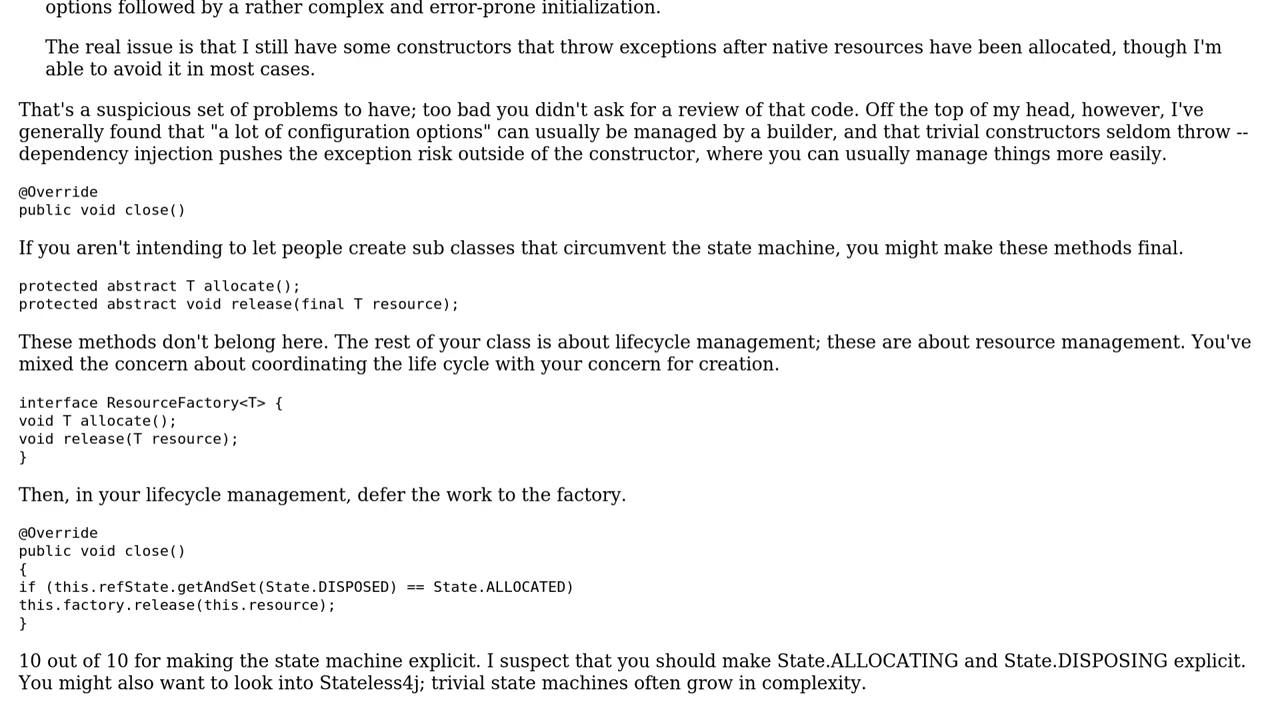 options followed by a rather complex and error-prone initialization.
The real issue is that I still have some constructors that throw exceptions after native resources have been allocated, though I'm
able to avoid it in most cases.
That's a suspicious set of problems to have; too bad you didn't ask for a review of that code. Off the top of my head, however, I've
generally found that "a lot of configuration options" can usually be managed by a builder, and that trivial constructors seldom throw --
dependency injection pushes the exception risk outside of the constructor, where you can usually manage things more easily.
@Override
public void close()
If you aren't intending to let people create sub classes that circumvent the state machine, you might make these methods final.
protected abstract T allocate();
protected abstract void release(final T resource);
These methods don't belong here. The rest of your class is about lifecycle management; these are about resource management. You've
mixed the concern about coordinating the life cycle with your concern for creation.
interface ResourceFactory<T> {
void T allocate();
void release(T resource);
}
Then, in your lifecycle management, defer the work to the factory.
@Override
public void close()
{
if (this.refState.getAndSet(State.DISPOSED) == State.ALLOCATED)
this.factory.release(this.resource);
}
10 out of 10 for making the state machine explicit. I suspect that you should make State.ALLOCATING and State.DISPOSING explicit.
You might also want to look into Stateless4j; trivial state machines often grow in complexity.